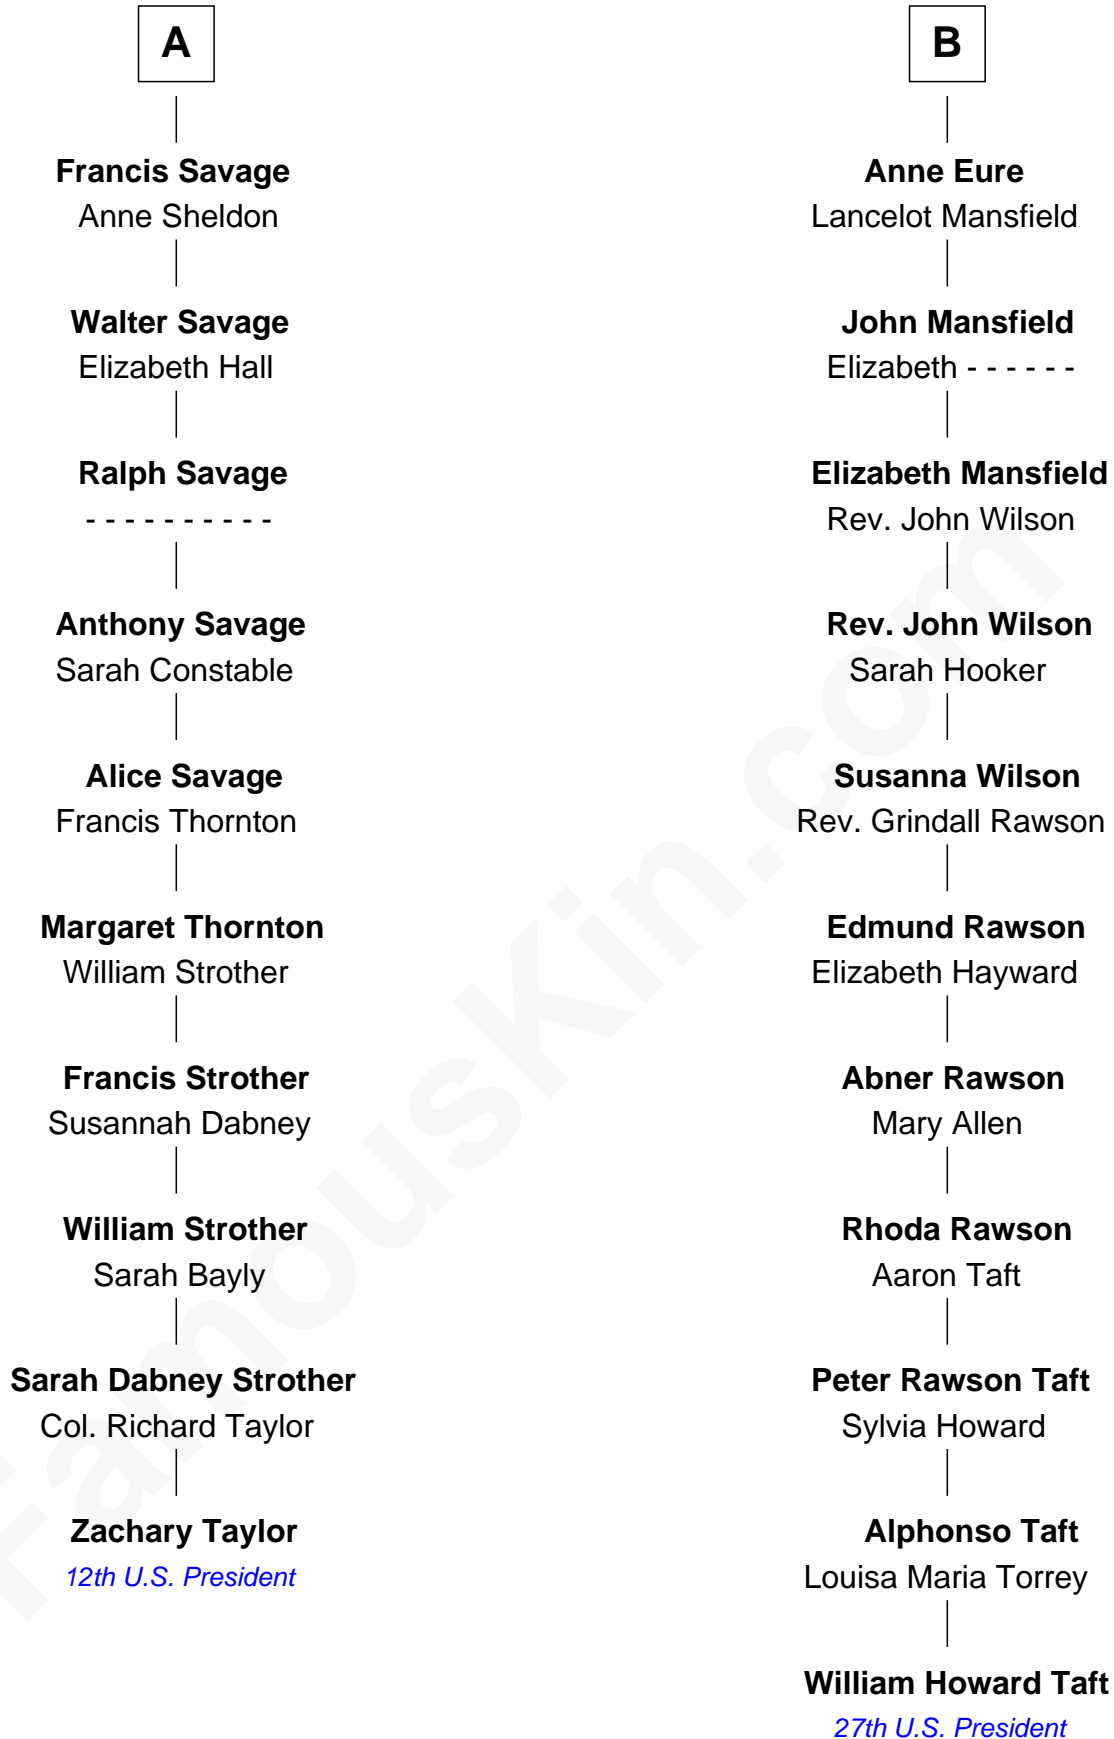 A
Francis Savage
Anne Sheldon
Walter Savage
Elizabeth Hall
Ralph Savage
- - - - - - - - - -
Anthony Savage
Sarah Constable
Alice Savage
Francis Thornton
Margaret Thornton
William Strother
Francis Strother
Susannah Dabney
William Strother
Sarah Bayly
Sarah Dabney Strother
Col. Richard Taylor
Zachary Taylor
12th U.S. President
B
Anne Eure
Lancelot Mansfield
John Mansfield
Elizabeth - - - - - -
Elizabeth Mansfield
Rev. John Wilson
Rev. John Wilson
Sarah Hooker
Susanna Wilson
Rev. Grindall Rawson
Edmund Rawson
Elizabeth Hayward
Abner Rawson
Mary Allen
Rhoda Rawson
Aaron Taft
Peter Rawson Taft
Sylvia Howard
Alphonso Taft
Louisa Maria Torrey
William Howard Taft
27th U.S. President
FamousKin.com